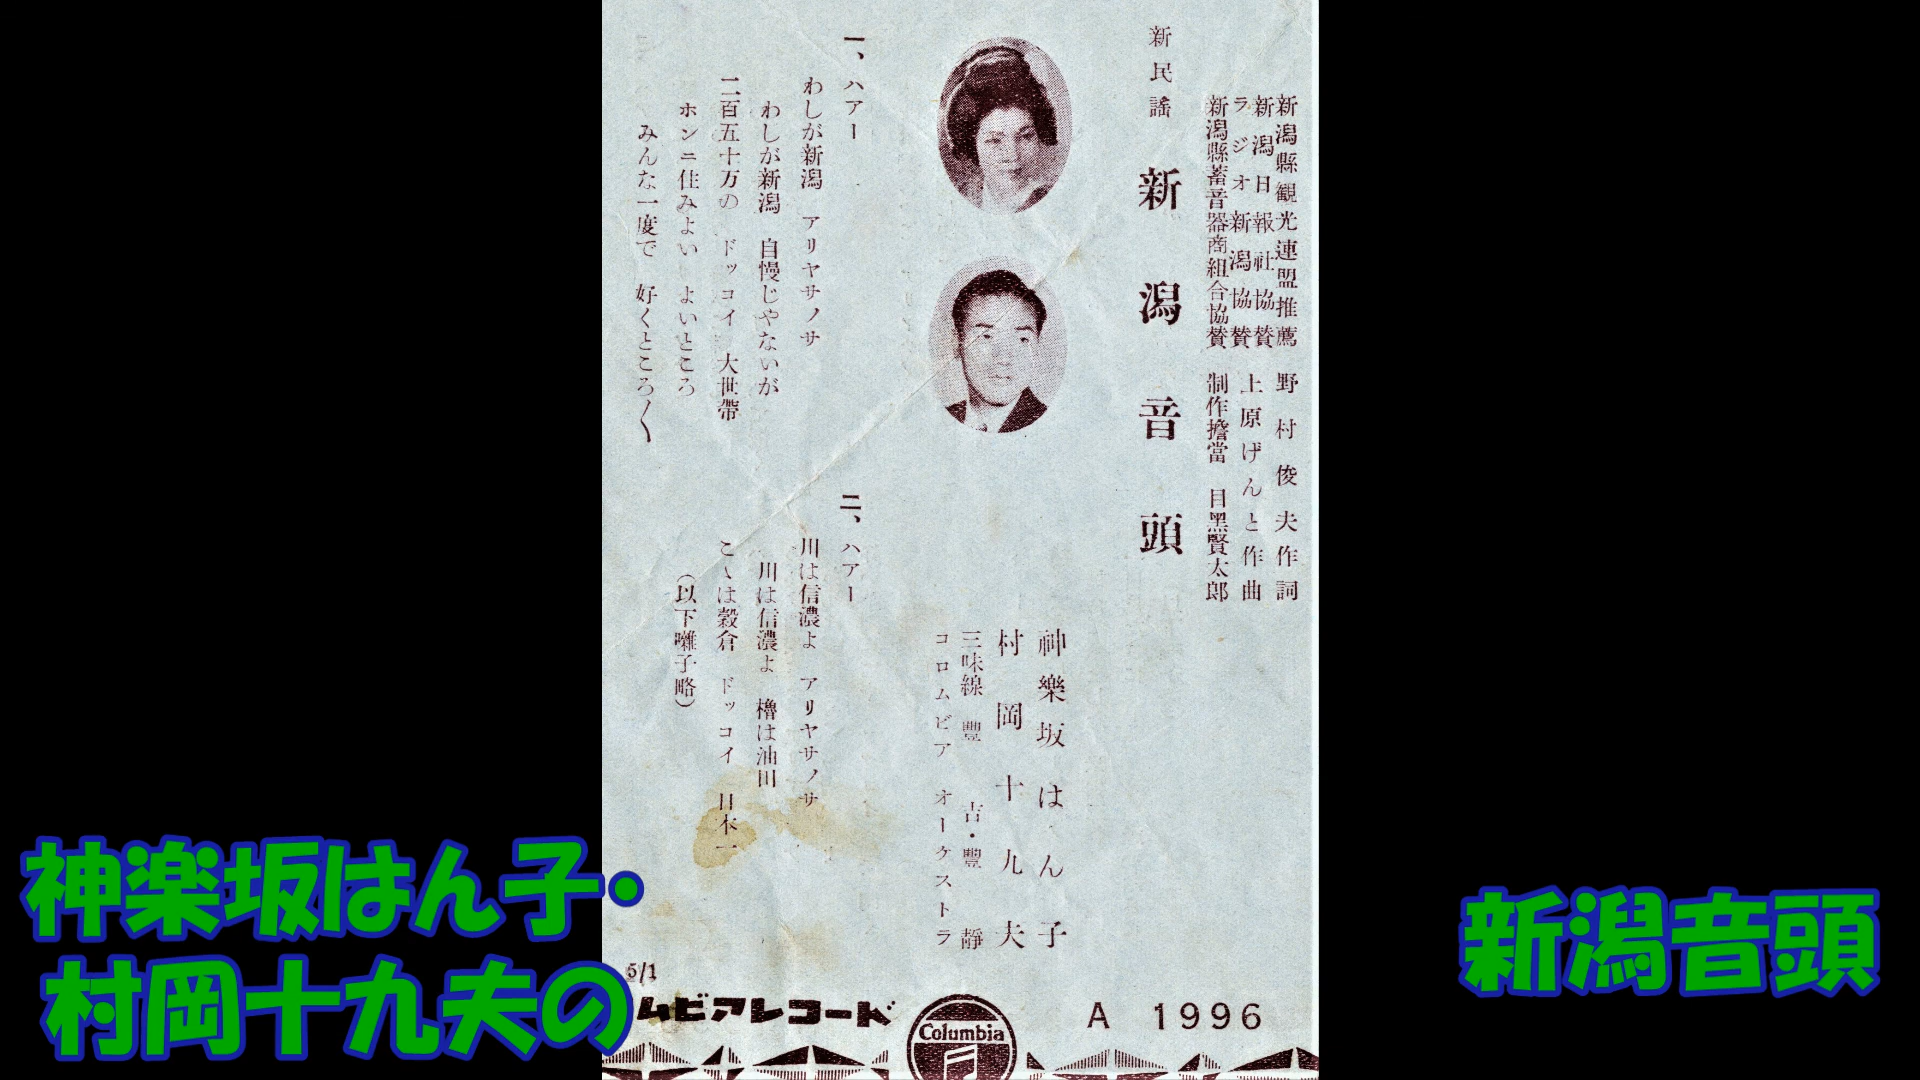 新潟縣観光連盟推薦 野村俊夫作詞
新潟日報社協賛
ラジオ新潟協賛 上原げんと作曲
新潟縣蓄音器商組合協賛 制作擔當 目黑賢太郎
新民謠 新潟音頭
神樂坂はん子
村岡十九夫
三味線 豐吉・豐靜
コロムビア オーケストラ
一、ハアー
わしが新潟 アリヤサノサ
わしが新潟 自慢じやないが
二百五十万の ドッコイ 大世帶
ホンニ住みよい よいところ
みんな一度で 好くところ〱
二、ハアー
川は信濃よ アリヤサノサ
川は信濃よ 櫓は油田
こゝは穀倉 ドッコイ 日本一
(以下囃子略)
5/1
ムビアレコード
Columbia
A 1996
神楽坂はん子・
村岡十九夫の
新潟音頭